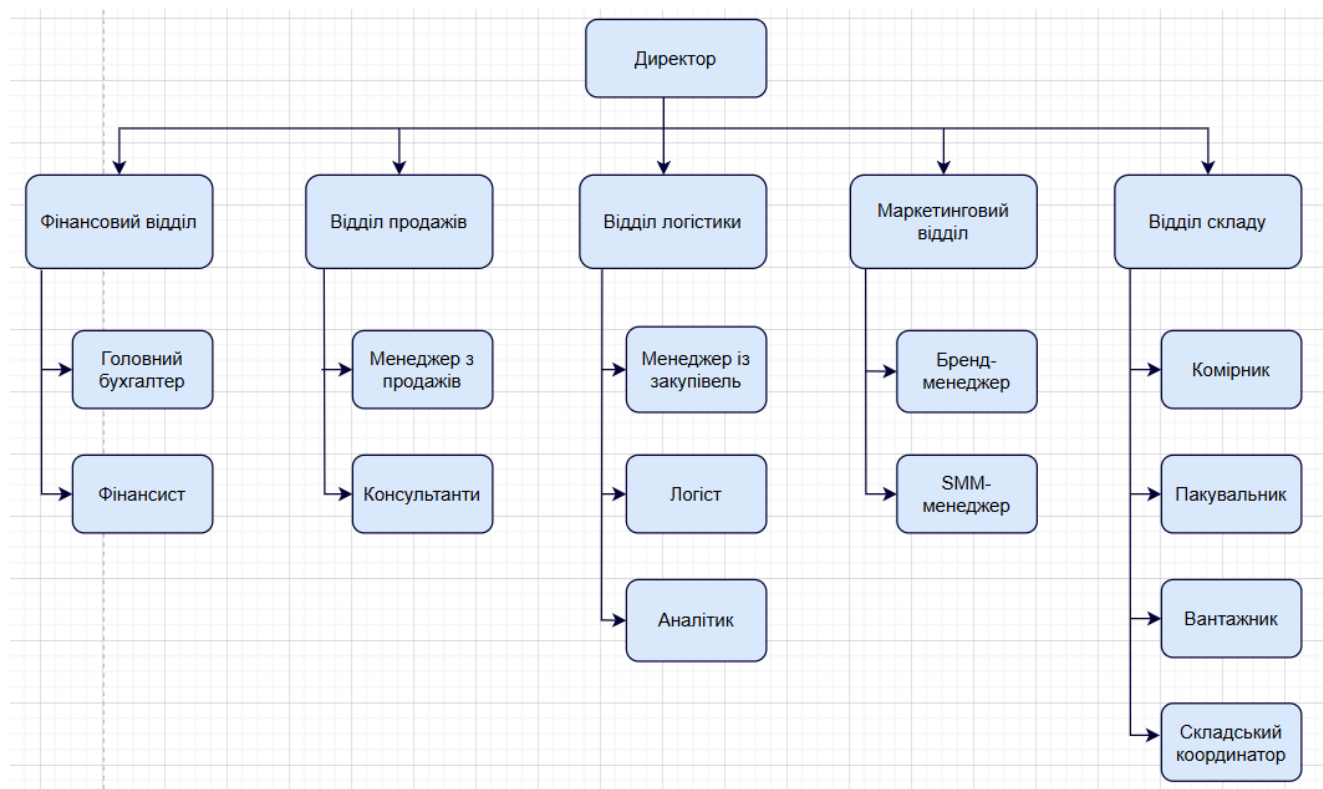 Директор
Фінансовий відділ
Відділ продажів
Відділ логістики
Маркетинговий
відділ
Відділ складу
Головний
бухгалтер
Менеджер з
продажів
Менеджер із
закупівель
Бренд-
менеджер
Комірник
Фінансист
Консультанти
Логіст
SMM-
менеджер
Пакувальник
Аналітик
Вантажник
Складський
координатор